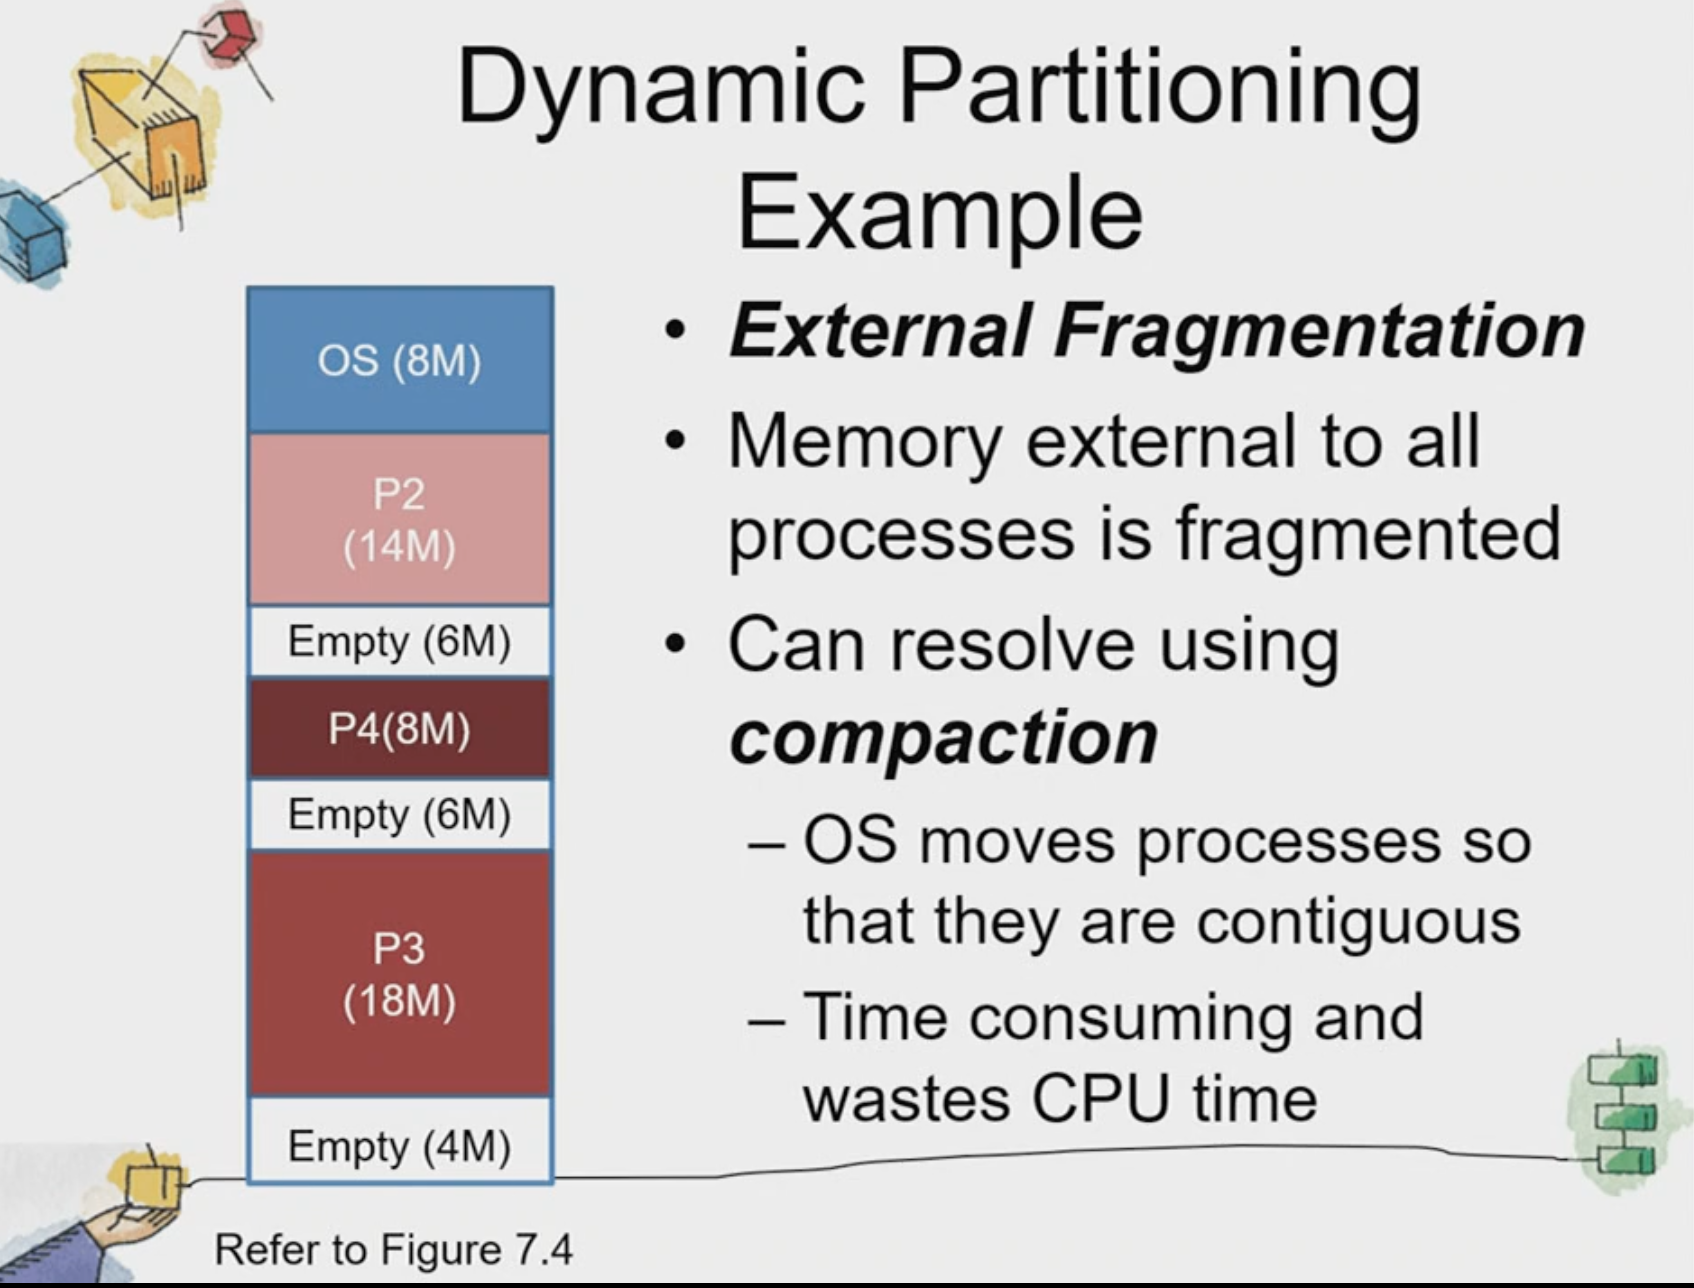 Dynamic Partitioning
Example
OS (8M)
P2
(14M)
Empty (6M)
P4(8M)
Empty (6M)
P3
(18M)
Empty (4M)
Refer to Figure 7.4
• External Fragmentation
• Memory external to all
processes is fragmented
• Can resolve using
compaction
– OS moves processes so
that they are contiguous
– Time consuming and
wastes CPU time